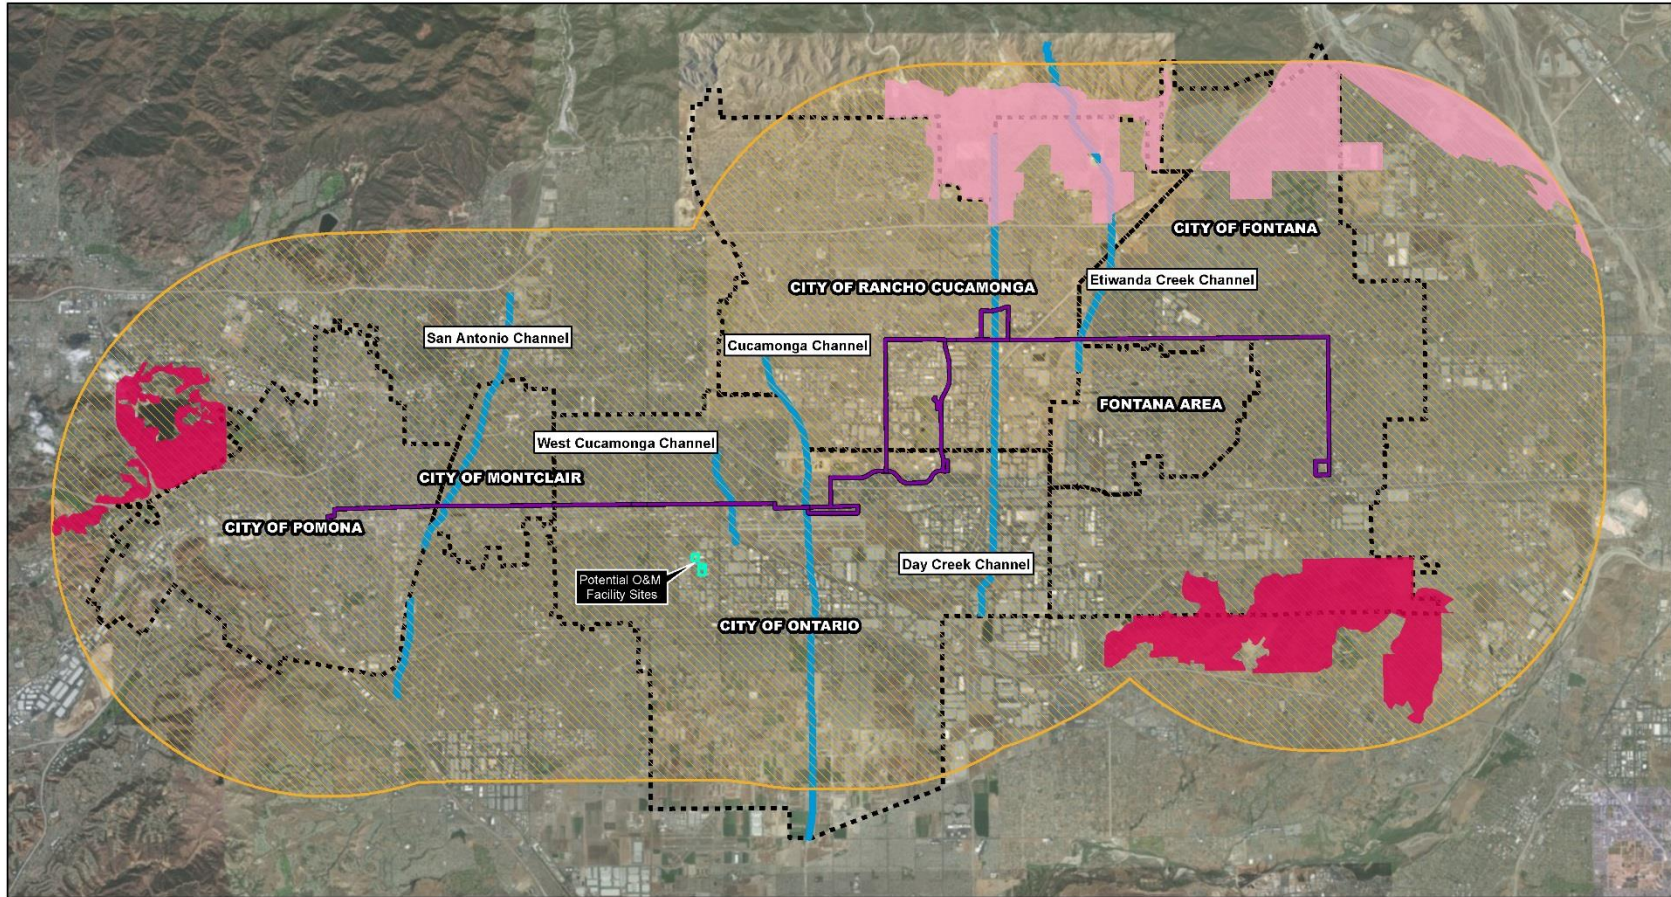 CITY OF FONTANA
Etiwanda Creek Channel
CITY OF RANCHO CUCAMONGA
San Antonio Channel
Cucamonga Channel
FONTANA AREA
West Cucamonga Channel
CITY OF MONTCLAIR
CITY OF POMONA
Day Creek Channel
Potential O&M
Facility Sites
CITY OF ONTARIO